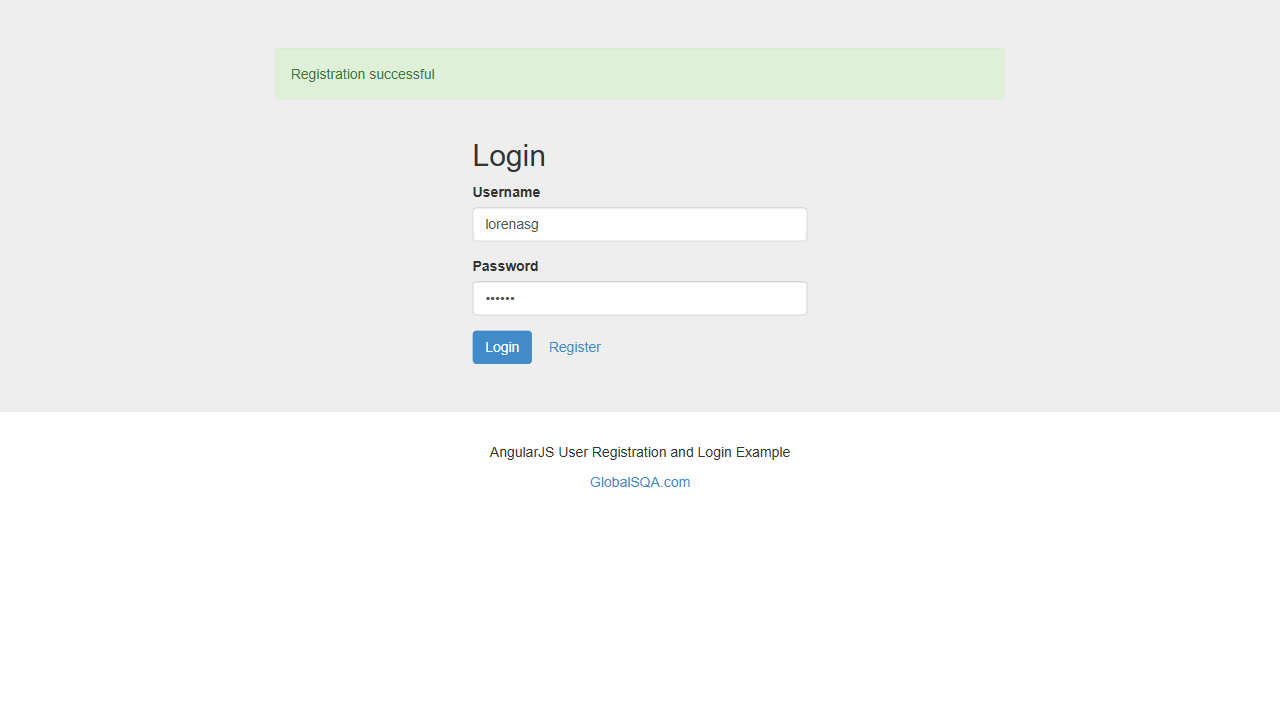 Registration successful
Login
Username
lorenasg
Password
••••••
Login Register
AngularJS User Registration and Login Example
GlobalSQA.com